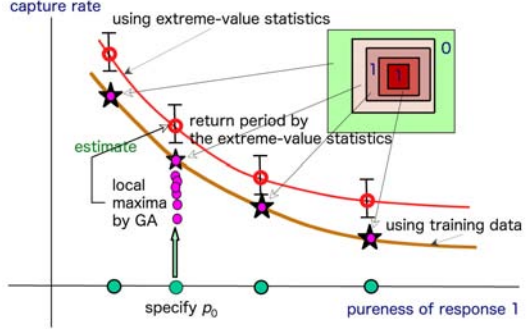 capture rate
using extreme-value statistics
0
1
1
return period by
the extreme-value statistics
estimate
local
maxima
by GA
using training data
specify p₀
pureness of response 1